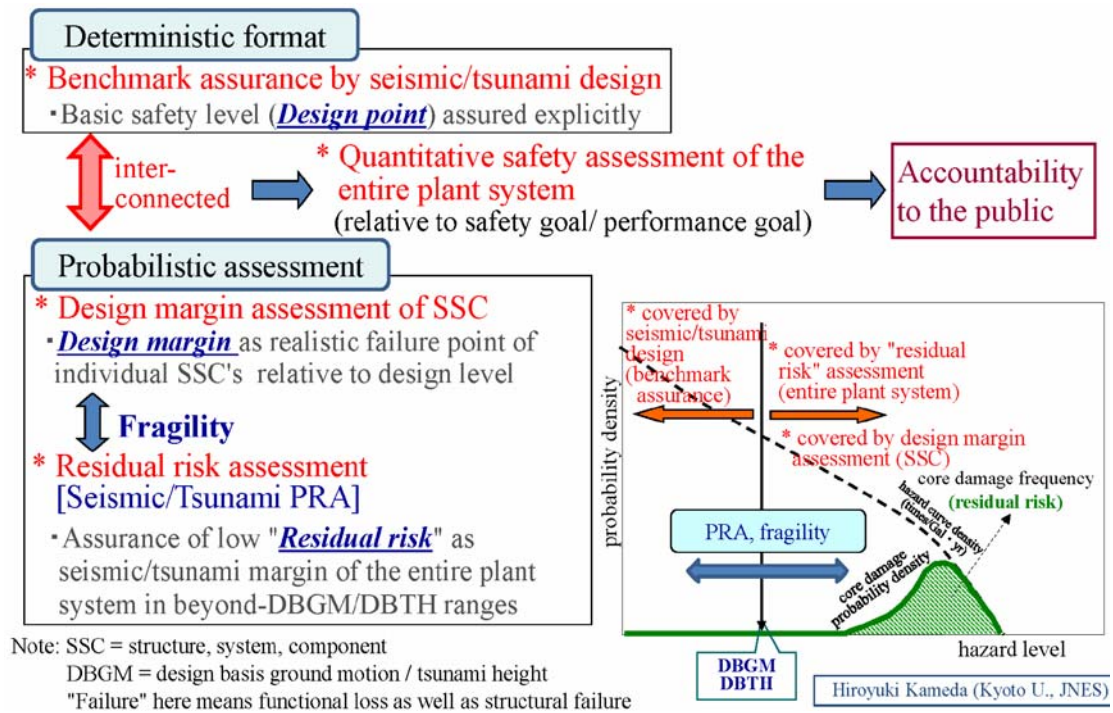 Deterministic format
* Benchmark assurance by seismic/tsunami design
・Basic safety level (Design point) assured explicitly
inter-
connected
* Quantitative safety assessment of the
entire plant system
(relative to safety goal/ performance goal)
Accountability
to the public
Probabilistic assessment
* Design margin assessment of SSC
・Design margin as realistic failure point of
individual SSC's relative to design level
Fragility
* Residual risk assessment
[Seismic/Tsunami PRA]
・Assurance of low "Residual risk" as
seismic/tsunami margin of the entire plant
system in beyond-DBGM/DBTH ranges
* covered by
seismic/tsunami
design
(benchmark
assurance)
* covered by "residual
risk" assessment
(entire plant system)
* covered by design margin
assessment (SSC)
core damage frequency
(residual risk)
hazard curve density
(times/Gal・yr)
probability density
PRA, fragility
core damage
probability density
hazard level
DBGM
DBTH
Note: SSC = structure, system, component
DBGM = design basis ground motion / tsunami height
"Failure" here means functional loss as well as structural failure
Hiroyuki Kameda (Kyoto U., JNES)